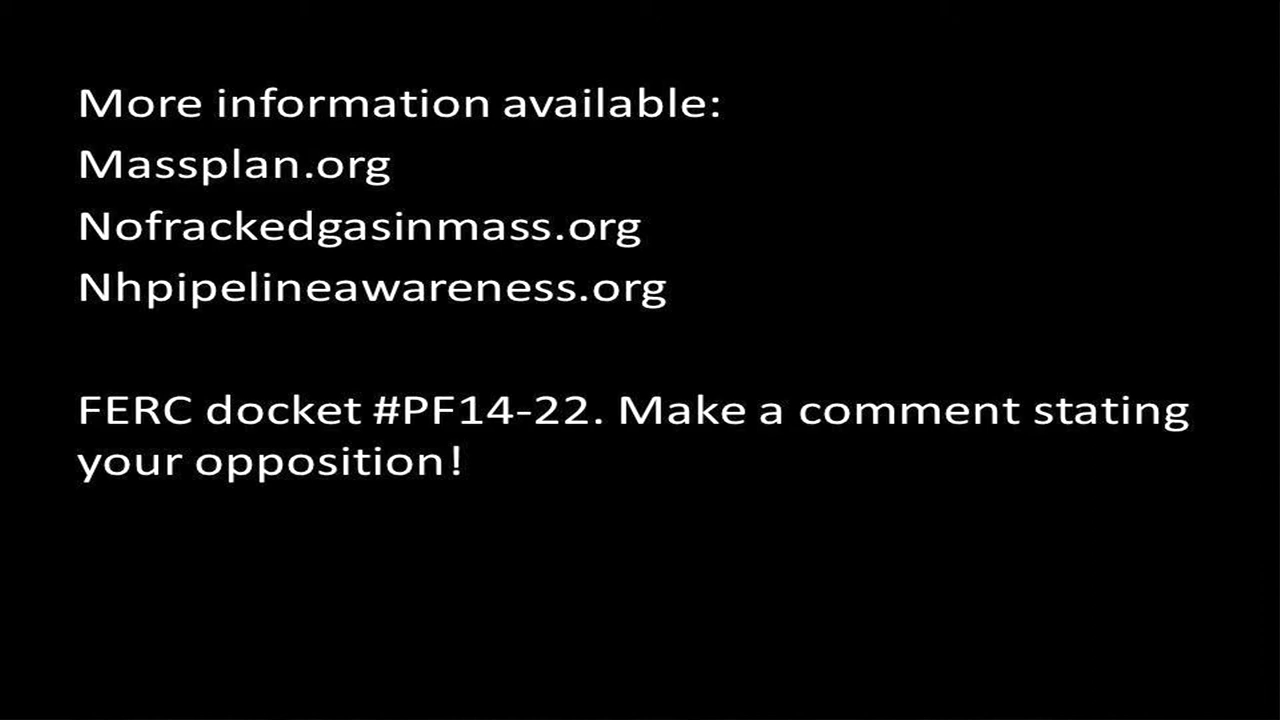 More information available:
Massplan.org
Nofrackedgasinmass.org
Nhpipelineawareness.org
FERC docket #PF14-22. Make a comment stating
your opposition!